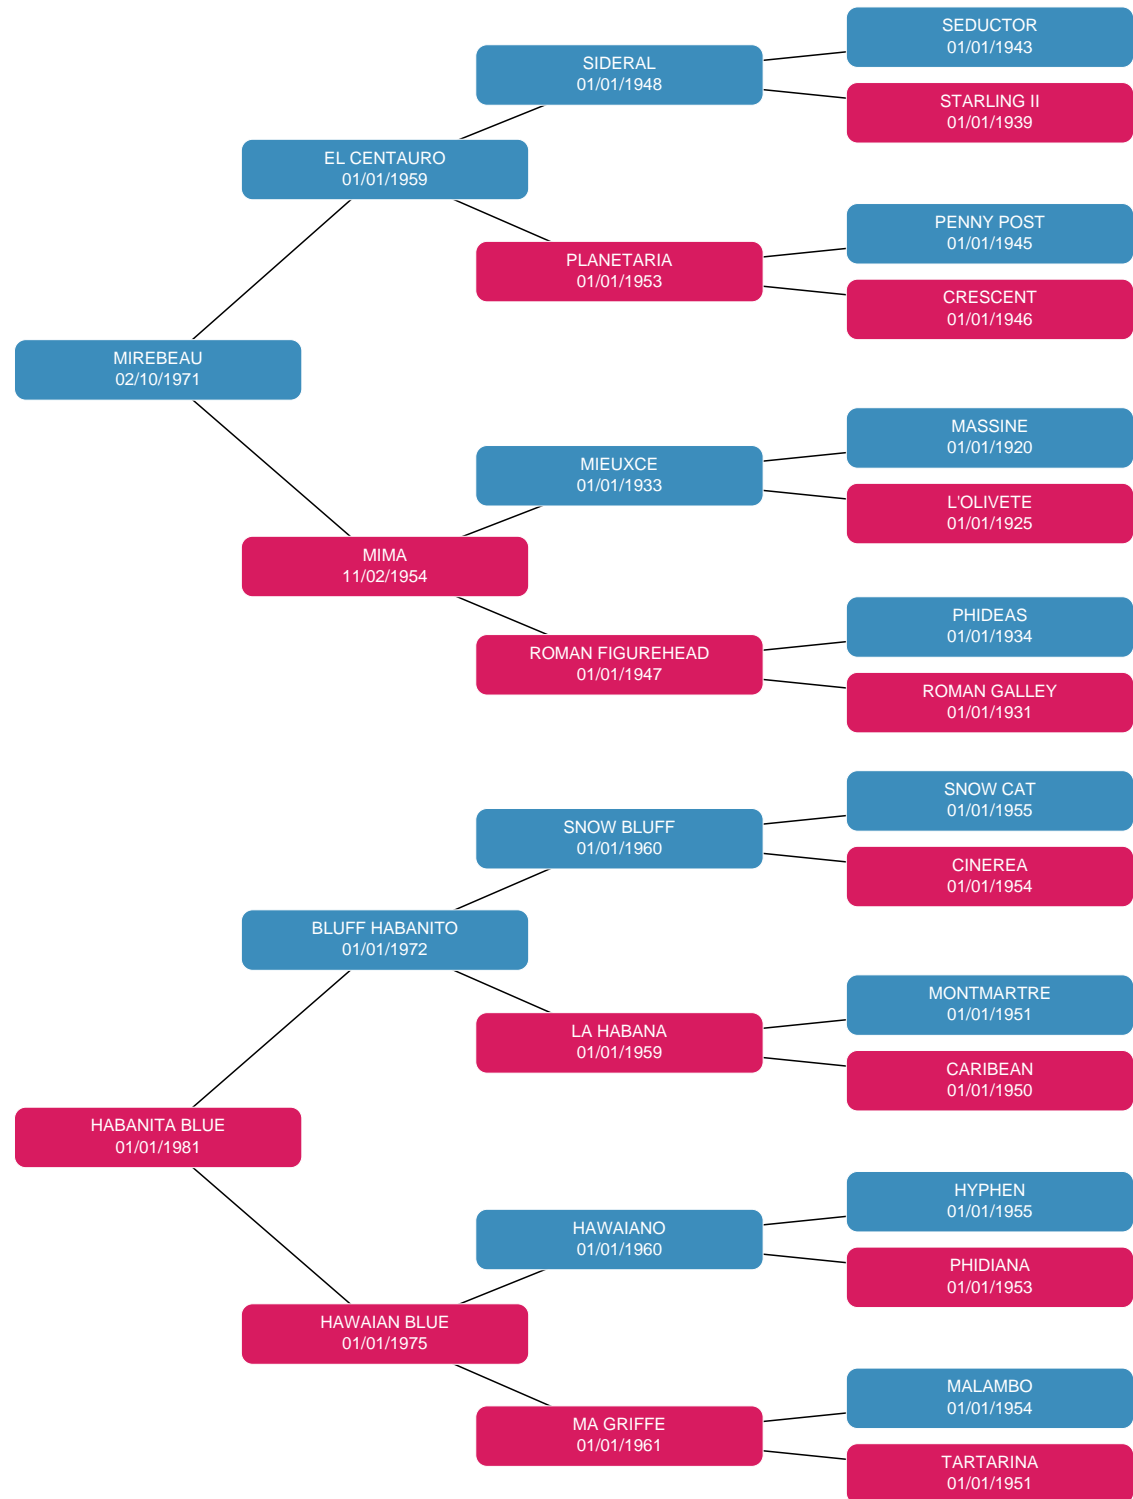 SEDUCTOR
01/01/1943
SIDERAL
01/01/1948
STARLING II
01/01/1939
EL CENTAURO
01/01/1959
PENNY POST
01/01/1945
PLANETARIA
01/01/1953
CRESCENT
01/01/1946
MIREBEAU
02/10/1971
MASSINE
01/01/1920
MIEUXCE
01/01/1933
L'OLIVETE
01/01/1925
MIMA
11/02/1954
PHIDEAS
01/01/1934
ROMAN FIGUREHEAD
01/01/1947
ROMAN GALLEY
01/01/1931
SNOW CAT
01/01/1955
SNOW BLUFF
01/01/1960
CINEREA
01/01/1954
BLUFF HABANITO
01/01/1972
MONTMARTRE
01/01/1951
LA HABANA
01/01/1959
CARIBEAN
01/01/1950
HABANITA BLUE
01/01/1981
HYPHEN
01/01/1955
HAWAIANO
01/01/1960
PHIDIANA
01/01/1953
HAWAIAN BLUE
01/01/1975
MALAMBO
01/01/1954
MA GRIFFE
01/01/1961
TARTARINA
01/01/1951